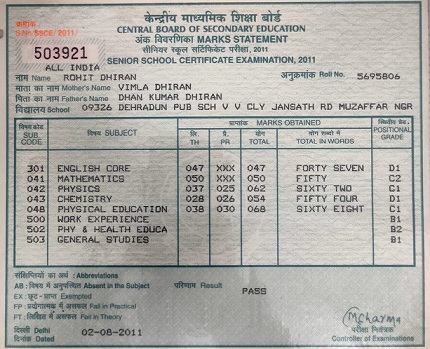 क्रमांक
S.No. SSCE/2011
503921
केन्द्रीय माध्यमिक शिक्षा बोर्ड
CENTRAL BOARD OF SECONDARY EDUCATION
अंक विवरणिका MARKS STATEMENT
सीनियर स्कूल सर्टिफिकेट परीक्षा, 2011
SENIOR SCHOOL CERTIFICATE EXAMINATION, 2011
ALL INDIA
नाम Name ROHIT DHIRAN अनुक्रमांक Roll No. 5695806
माता का नाम Mother's Name VIMLA DHIRAN
पिता का नाम Father's Name DHAN KUMAR DHIRAN
विद्यालय School 09326 DEHRADUN PUB SCH V V CLY JANSATH RD MUZAFFAR NGR
विषय कोड SUB. CODE विषय SUBJECT प्राप्तांक MARKS OBTAINED स्थितीय ग्रेड POSITIONAL GRADE
लि. TH प्रै. PR योग TOTAL योग शब्दों में TOTAL IN WORDS
301 ENGLISH CORE 047 XXX 047 FORTY SEVEN D1
041 MATHEMATICS 050 XXX 050 FIFTY C2
042 PHYSICS 037 025 062 SIXTY TWO C1
043 CHEMISTRY 028 026 054 FIFTY FOUR D1
048 PHYSICAL EDUCATION 038 030 068 SIXTY EIGHT C1
500 WORK EXPERIENCE B1
502 PHY & HEALTH EDUCA B2
503 GENERAL STUDIES B1
संक्षिप्तियों का अर्थ : Abbreviations
AB : विषय में अनुपस्थित Absent in the Subject परिणाम Result PASS
EX : छूट-प्राप्त Exempted
FP : प्रयोगात्मक में असफल Fail in Practical
FT : लिखित में असफल Fail in Theory
दिल्ली Delhi
दिनांक Dated 02-08-2011
परीक्षा नियंत्रक
Controller of Examinations